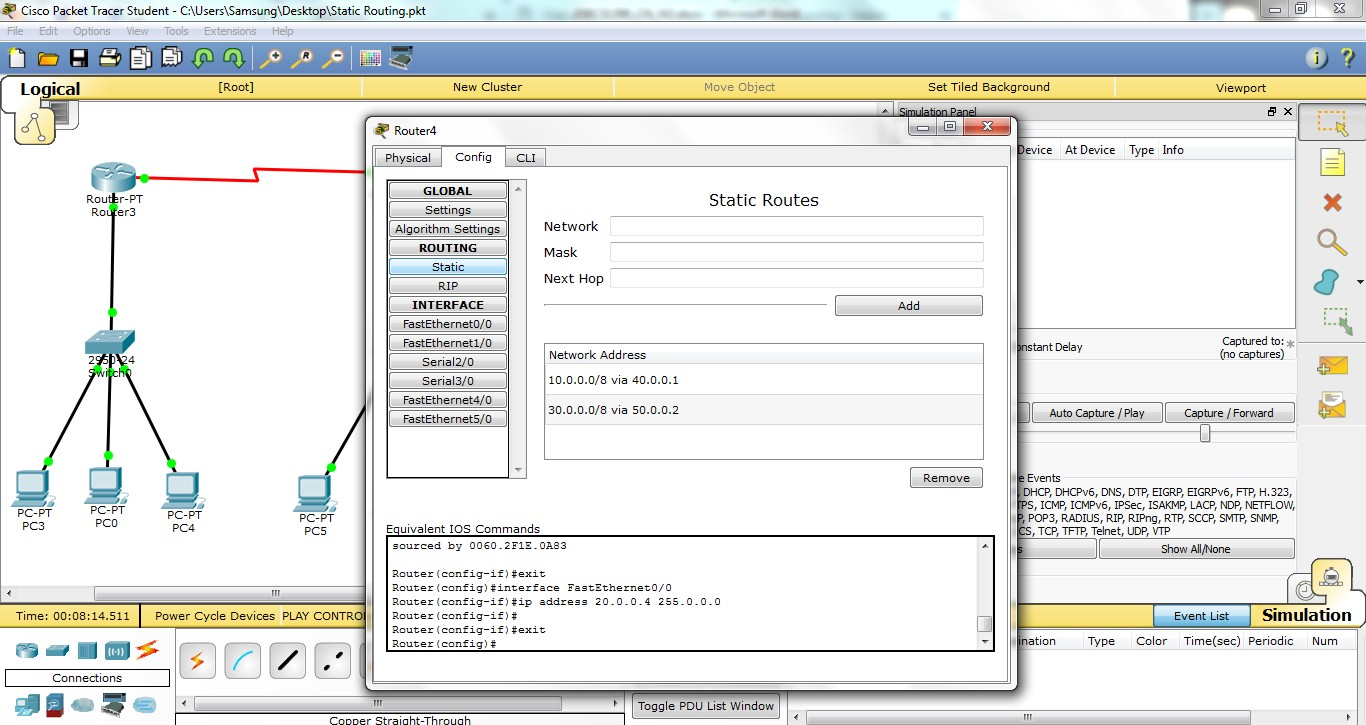 Cisco Packet Tracer Student - C:\Users\Samsung\Desktop\Static Routing.pkt
File Edit Options View Tools Extensions Help
Logical [Root] New Cluster Move Object Set Tiled Background Viewport
Simulation Panel
Device At Device Type Info
Router-PT
Router3
2950-24
Switch0
PC-PT
PC3
PC-PT
PC0
PC-PT
PC4
PC-PT
PC5
Router4
Physical Config CLI
GLOBAL
Settings
Algorithm Settings
ROUTING
Static
RIP
INTERFACE
FastEthernet0/0
FastEthernet1/0
Serial2/0
Serial3/0
FastEthernet4/0
FastEthernet5/0
Static Routes
Network
Mask
Next Hop
Add
Network Address
10.0.0.0/8 via 40.0.0.1
30.0.0.0/8 via 50.0.0.2
Remove
Equivalent IOS Commands
sourced by 0060.2F1E.0A83
Router(config-if)#exit
Router(config)#interface FastEthernet0/0
Router(config-if)#ip address 20.0.0.4 255.0.0.0
Router(config-if)#
Router(config-if)#exit
Router(config)#
onstant Delay
Captured to:
(no captures)
Auto Capture / Play Capture / Forward
e Events
, DHCP, DHCPv6, DNS, DTP, EIGRP, EIGRPv6, FTP, H.323,
TPS, ICMP, ICMPv6, IPSec, ISAKMP, LACP, NDP, NETFLOW,
, POP3, RADIUS, RIP, RIPng, RTP, SCCP, SMTP, SNMP,
CS, TCP, TFTP, Telnet, UDP, VTP
s Show All/None
Time: 00:08:14.511 Power Cycle Devices PLAY CONTRO
Event List Simulation
ination Type Color Time(sec) Periodic Num
Connections
Copper Straight-Through
Toggle PDU List Window